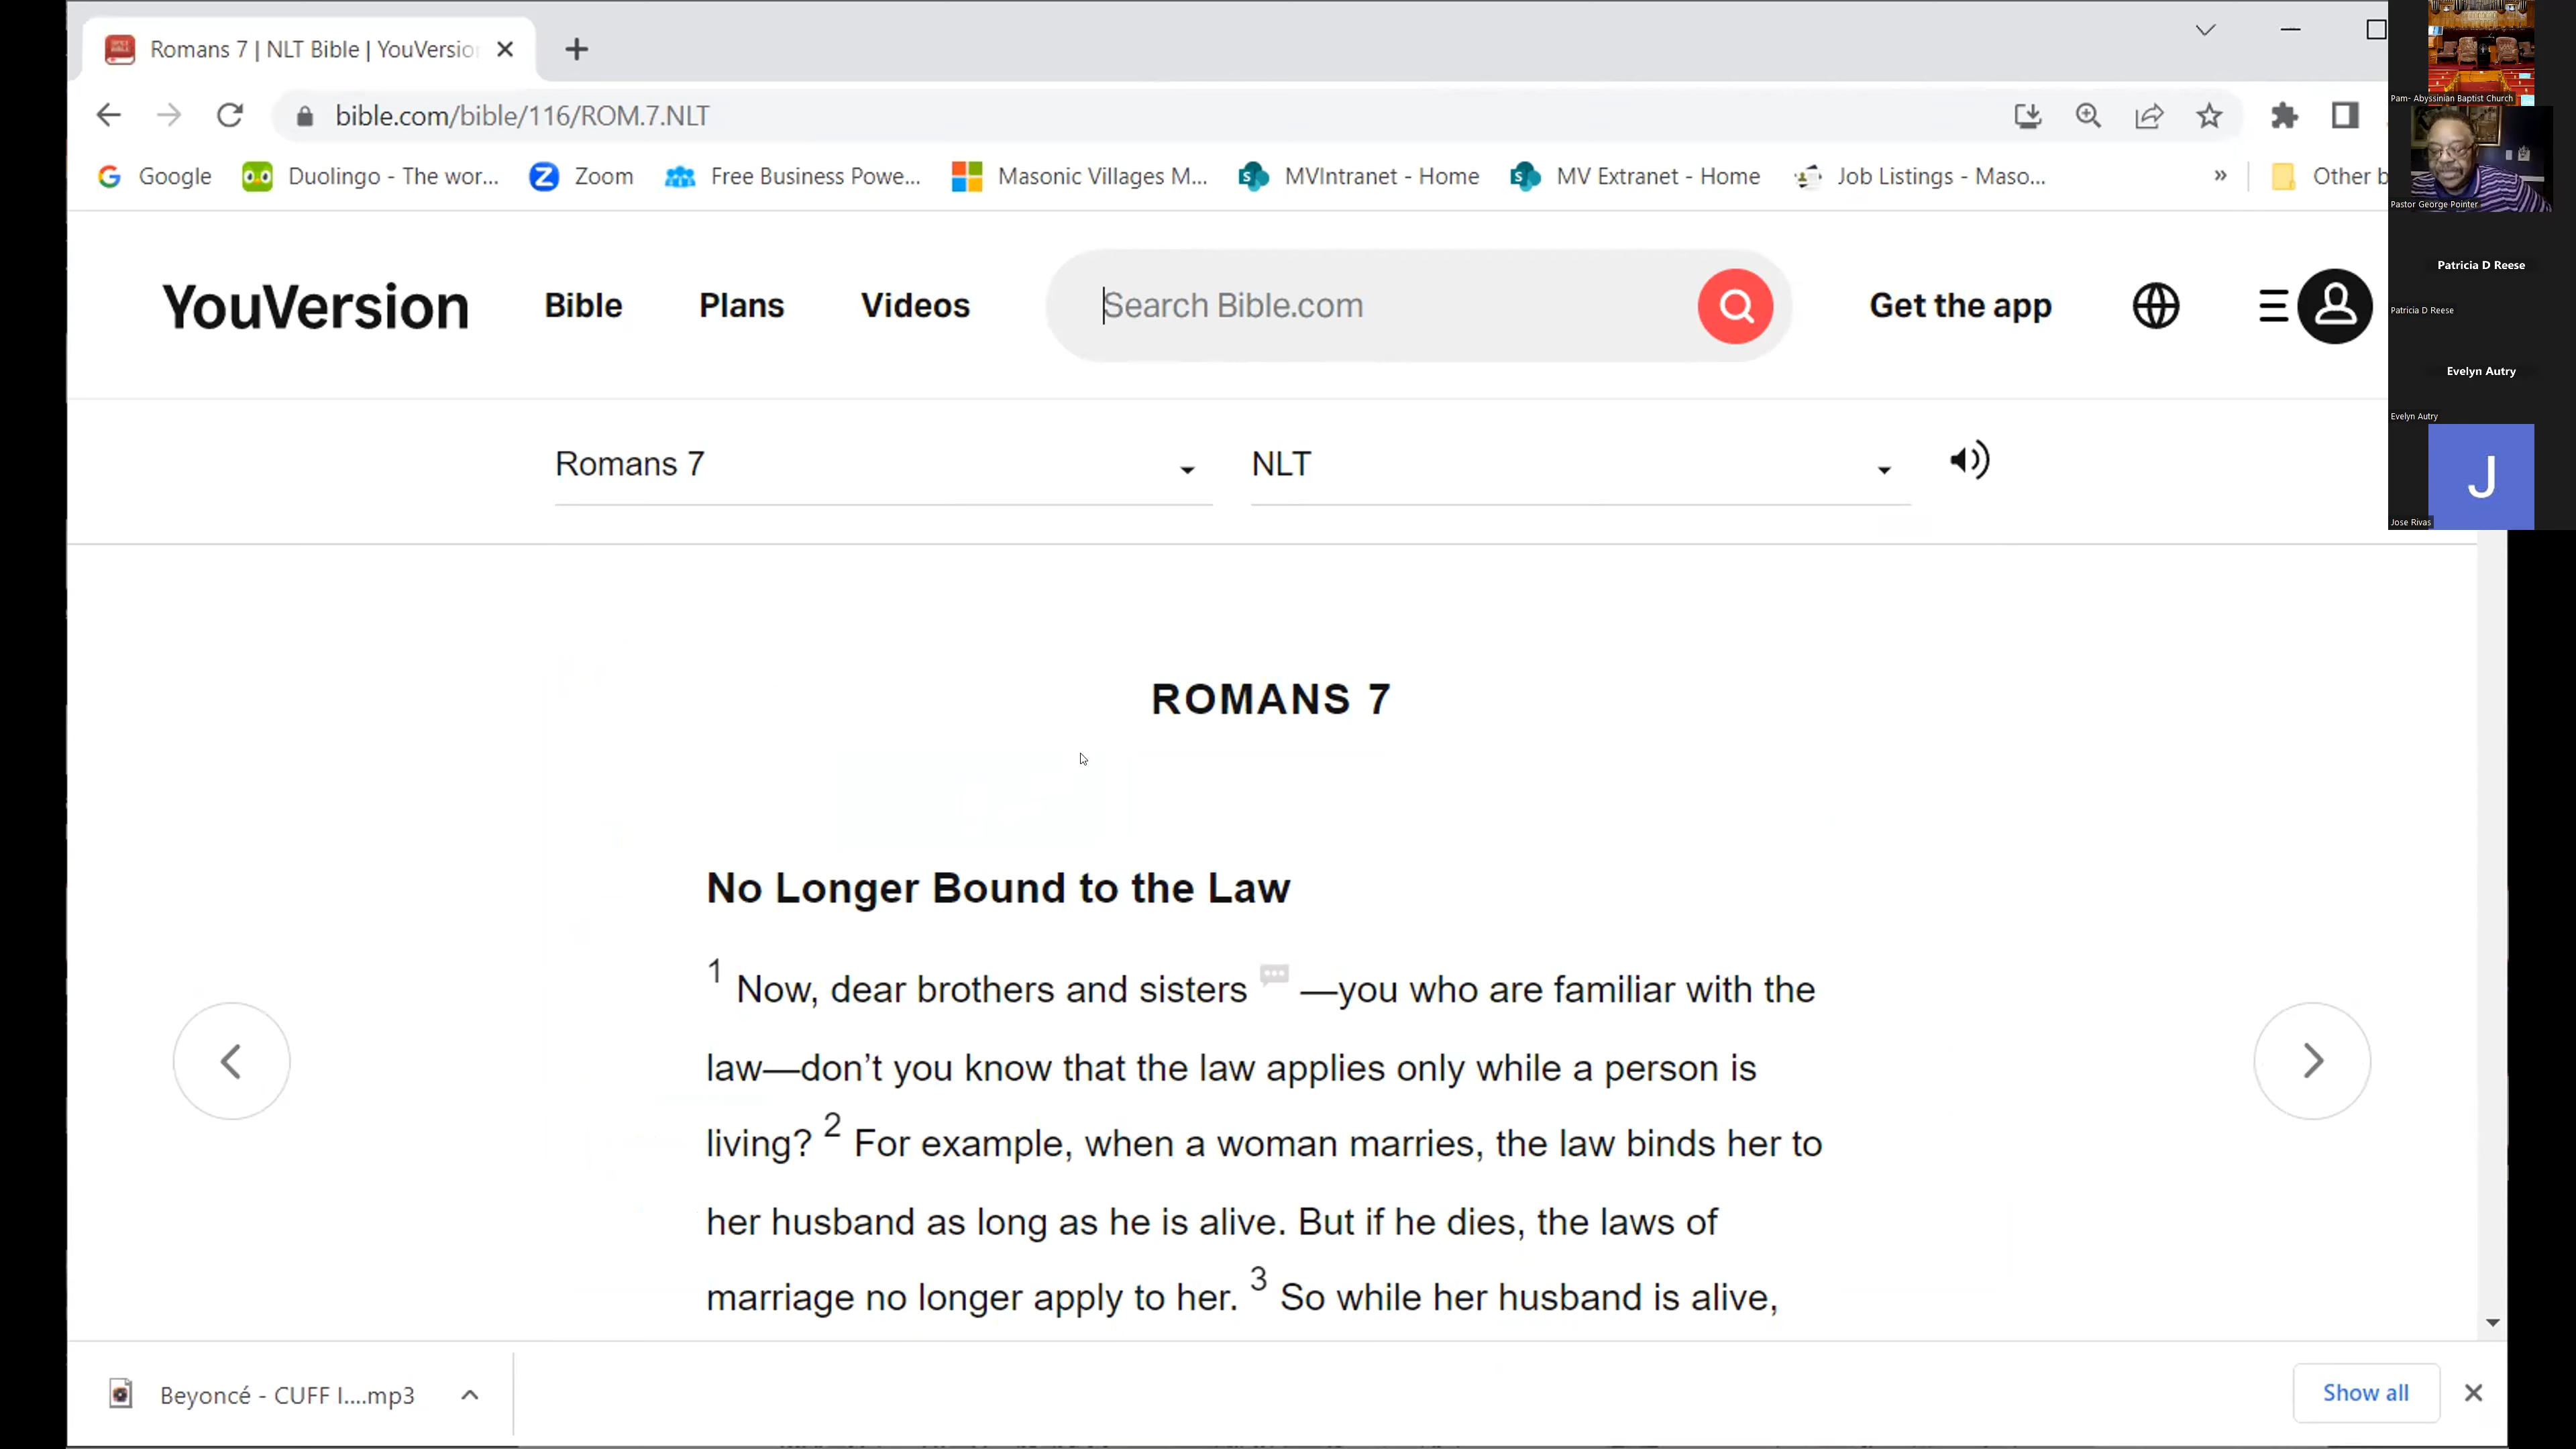 Romans 7 | NLT Bible | YouVersio
bible.com/bible/116/ROM.7.NLT
Google
Duolingo - The wor...
Zoom
Free Business Powe...
Masonic Villages M...
MVIntranet - Home
MV Extranet - Home
Job Listings - Maso...
»
Other b
YouVersion
Bible
Plans
Videos
Search Bible.com
Get the app
Romans 7
NLT
ROMANS 7
No Longer Bound to the Law
1 Now, dear brothers and sisters —you who are familiar with the
law—don’t you know that the law applies only while a person is
living? 2 For example, when a woman marries, the law binds her to
her husband as long as he is alive. But if he dies, the laws of
marriage no longer apply to her. 3 So while her husband is alive,
Beyoncé - CUFF I....mp3
Show all
Pam- Abyssinian Baptist Church
Pastor George Pointer
Patricia D Reese
Patricia D Reese
Evelyn Autry
Evelyn Autry
J
Jose Rivas